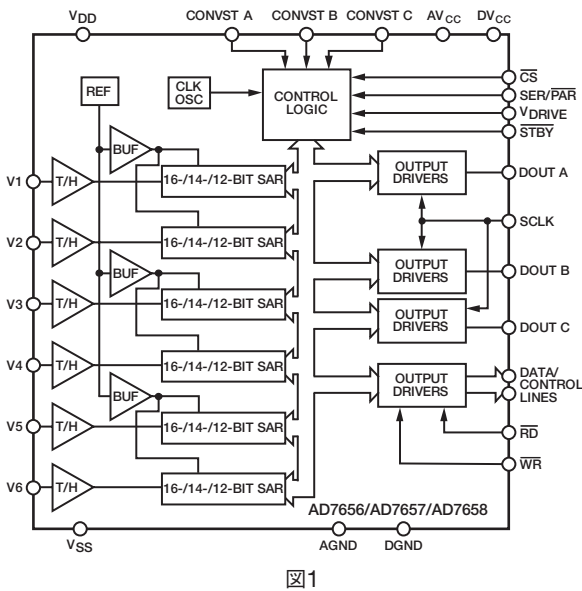 VDD
CONVST A CONVST B CONVST C AVCC DVCC
REF
CLK
OSC
CONTROL
LOGIC
CS
SER/PAR
VDRIVE
STBY
BUF
V1 T/H 16-/14-/12-BIT SAR
OUTPUT
DRIVERS
DOUT A
SCLK
V2 T/H 16-/14-/12-BIT SAR
BUF
OUTPUT
DRIVERS
DOUT B
V3 T/H 16-/14-/12-BIT SAR
OUTPUT
DRIVERS
DOUT C
V4 T/H 16-/14-/12-BIT SAR
BUF
OUTPUT
DRIVERS
DATA/
CONTROL
LINES
V5 T/H 16-/14-/12-BIT SAR
RD
WR
V6 T/H 16-/14-/12-BIT SAR
AD7656/AD7657/AD7658
VSS
AGND DGND
図1